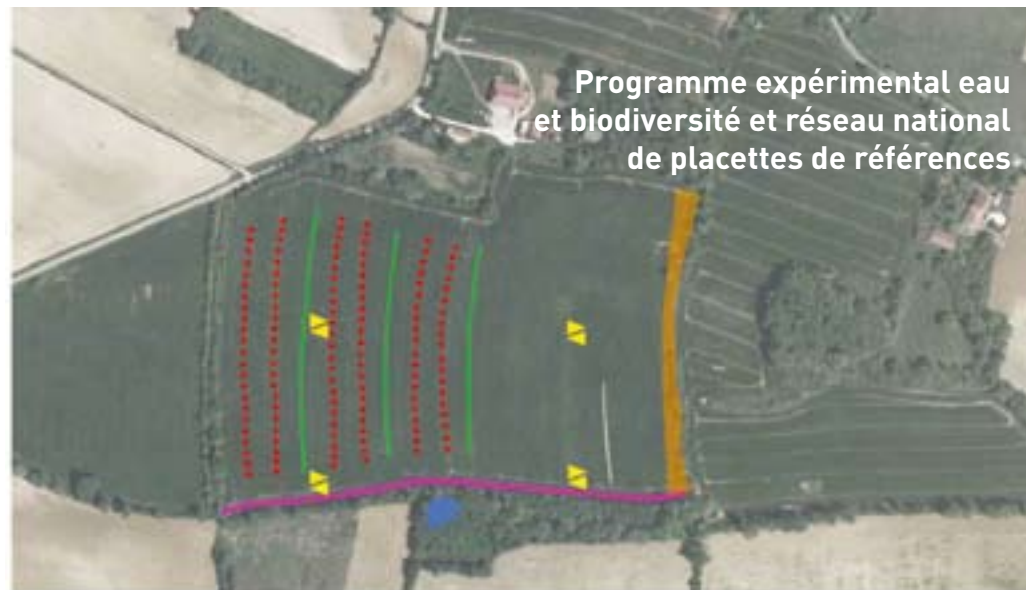 Programme expérimental eau
et biodiversité et réseau national
de placettes de références